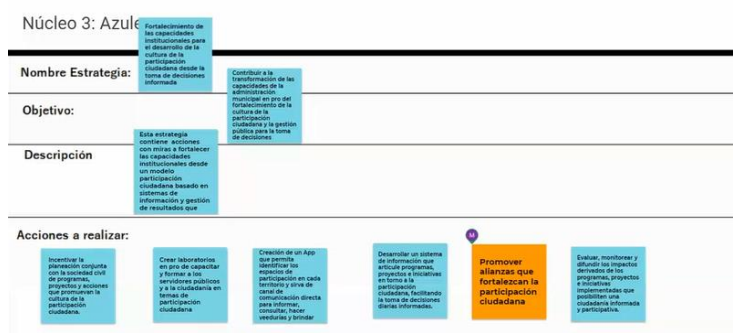 Núcleo 3: Azule
Fortalecimiento de
las capacidades
institucionales para
el desarrollo de la
cultura de la
participación
ciudadana desde la
toma de decisiones
informada
Nombre Estrategia:
Contribuir a la
transformación de las
capacidades de la
administración
municipal en pro del
fortalecimiento de la
cultura de la
participación
ciudadana y la gestión
pública para la toma
de decisiones
Objetivo:
Esta estrategia
contiene acciones
con miras a fortalecer
las capacidades
institucionales desde
un modelo
participación
ciudadana basado en
sistemas de
información y gestión
de resultados que
Descripción
Acciones a realizar:
Incentivar la
planeación conjunta
con la sociedad civil
de programas,
proyectos y acciones
que promuevan la
cultura de la
participación
ciudadana.
Crear laboratorios
en pro de capacitar
y formar a los
servidores públicos
y a la ciudadanía en
temas de
participación
ciudadana
Creación de un App
que permita
identificar los
espacios de
participación en cada
territorio y sirva de
canal de
comunicación directa
para informar,
consultar, hacer
veedurías y brindar
Desarrollar un sistema
de información que
articule programas,
proyectos e iniciativas
en torno a la
participación
ciudadana, facilitando
la toma de decisiones
diarias informadas.
M
Promover
alianzas que
fortalezcan la
participación
ciudadana
Evaluar, monitorear y
difundir los impactos
derivados de los
programas, proyectos
e iniciativas
implementadas que
posibiliten una
ciudadanía informada
y participativa.